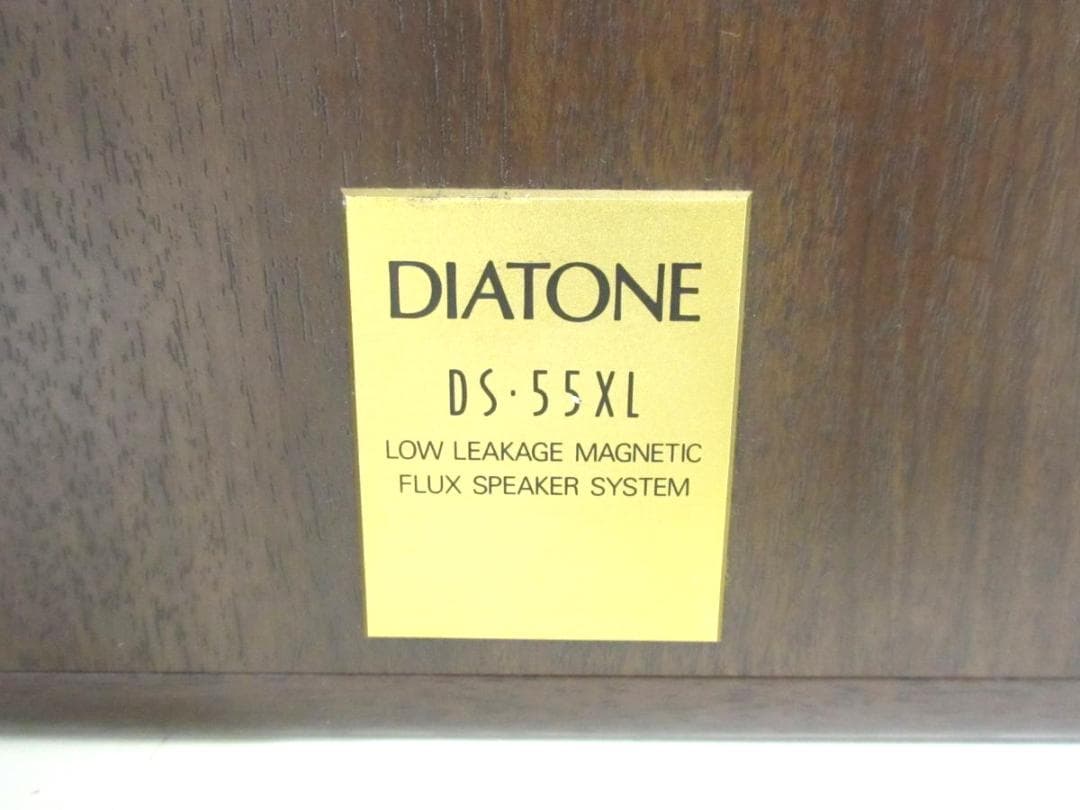 DIATONE
DS·55XL
LOW LEAKAGE MAGNETIC
FLUX SPEAKER SYSTEM